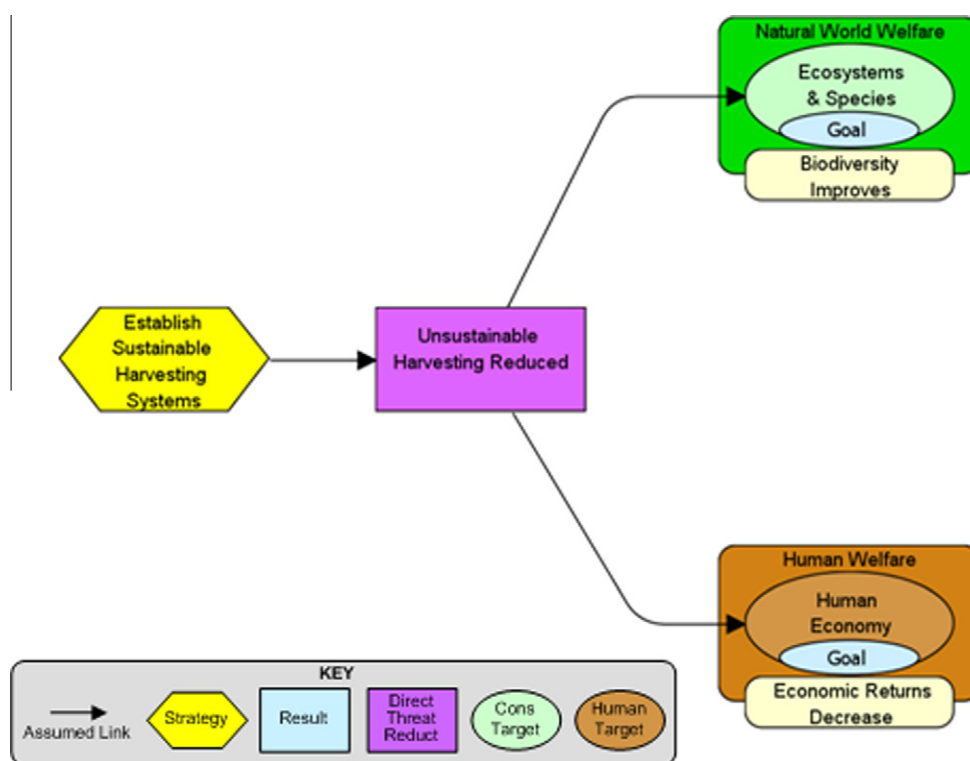 Natural World Welfare
Ecosystems
& Species
Goal
Biodiversity
Improves
Establish
Sustainable
Harvesting
Systems
Unsustainable
Harvesting Reduced
Human Welfare
Human
Economy
Goal
Economic Returns
Decrease
KEY
Assumed Link
Strategy
Result
Direct
Threat
Reduct
Cons
Target
Human
Target